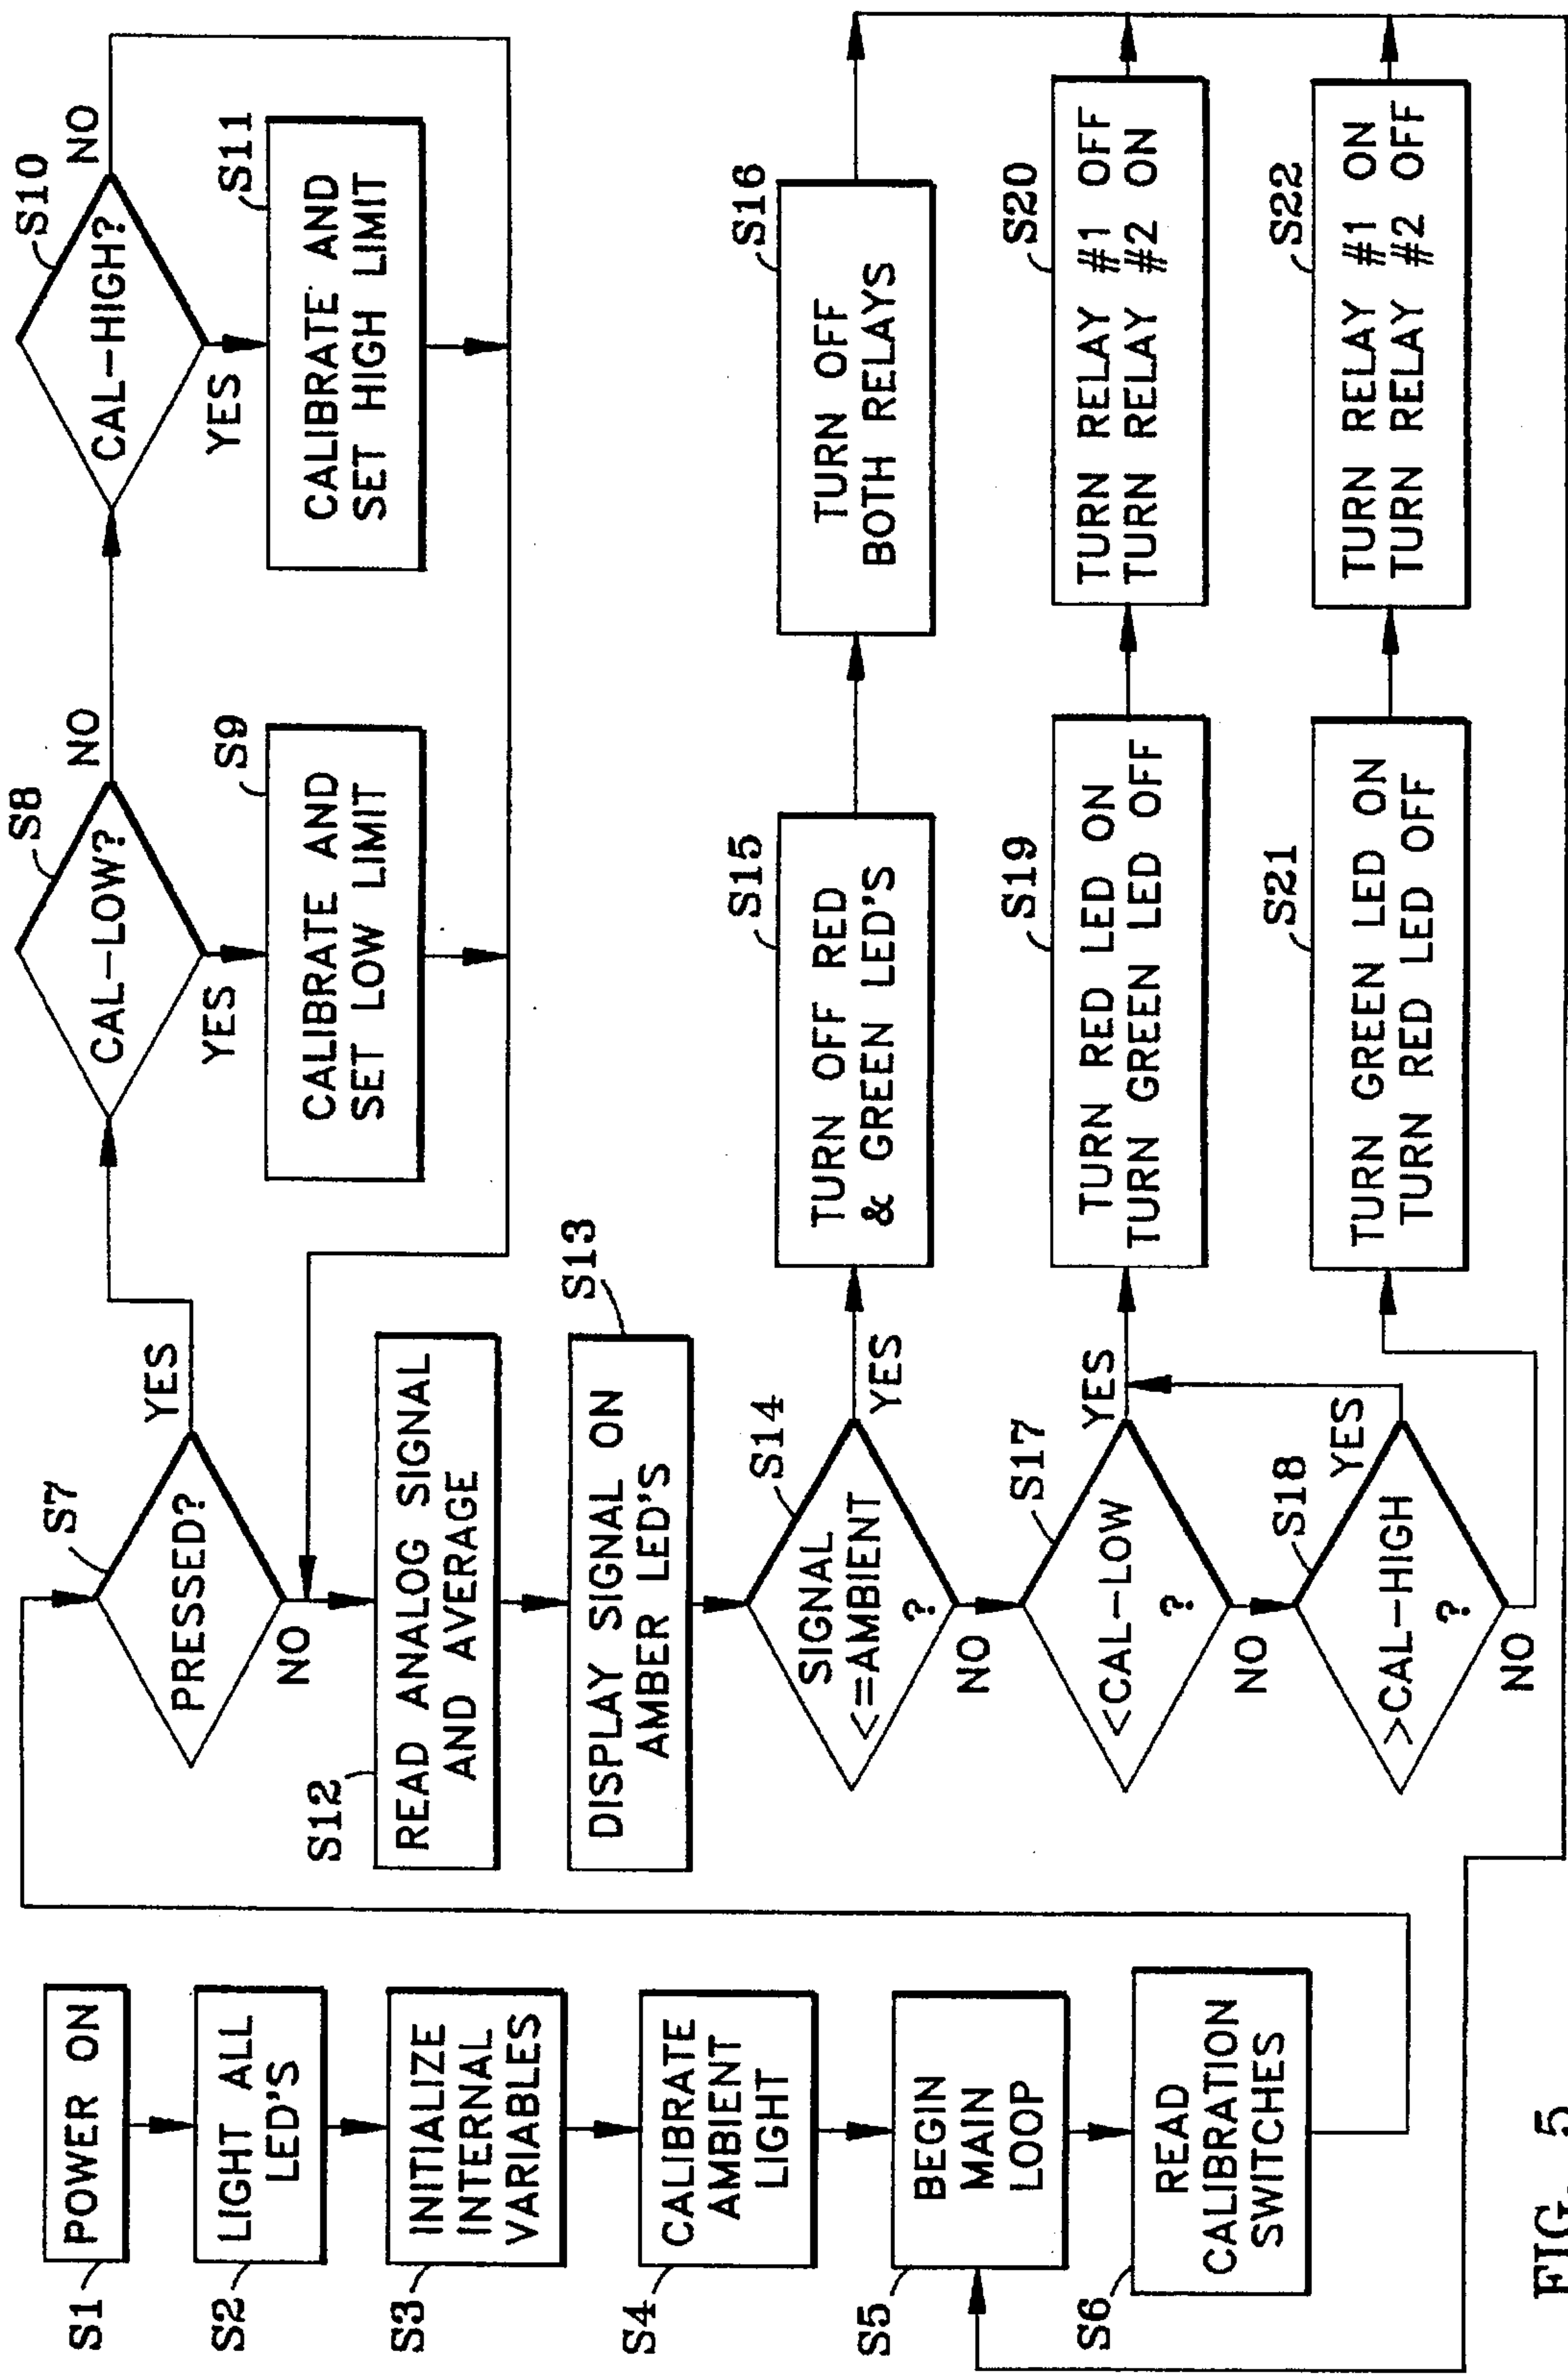 S1
POWER ON
S2
LIGHT ALL
LED'S
S3
INITIALIZE
INTERNAL
VARIABLES
S4
CALIBRATE
AMBIENT
LIGHT
S5
BEGIN
MAIN
LOOP
S6
READ
CALIBRATION
SWITCHES
S7
PRESSED?
YES
NO
S8
CAL-LOW?
NO
YES
S9
CALIBRATE AND
SET LOW LIMIT
S10
CAL-HIGH?
NO
YES
S11
CALIBRATE AND
SET HIGH LIMIT
S12
READ ANALOG SIGNAL
AND AVERAGE
S13
DISPLAY SIGNAL ON
AMBER LED'S
S14
SIGNAL
<=AMBIENT
?
YES
NO
S15
TURN OFF RED
& GREEN LED'S
S16
TURN OFF
BOTH RELAYS
S17
<CAL-LOW
?
YES
NO
S18
>CAL-HIGH
?
YES
NO
S19
TURN RED LED ON
TURN GREEN LED OFF
S20
TURN RELAY #1 OFF
TURN RELAY #2 ON
S21
TURN GREEN LED ON
TURN RED LED OFF
S22
TURN RELAY #1 ON
TURN RELAY #2 OFF
FIG. 5